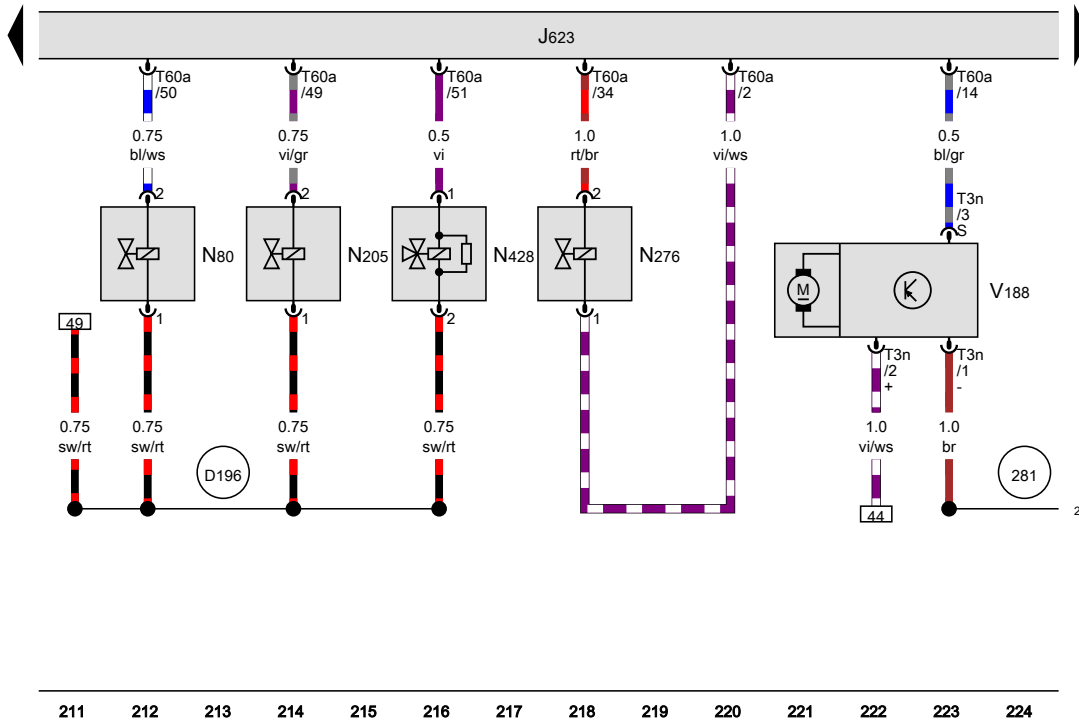 J623
T60a T60a T60a T60a T60a T60a
/50 /49 /51 /34 /2 /14
0.75 0.75 0.5 1.0 1.0 0.5
bl/ws vi/gr vi rt/br vi/ws bl/gr
2 2 1 2 T3n
/3
S
N80 N205 N428 N276
M V188
49 1 1 2 1
T3n T3n
/2 /1
+ -
0.75 0.75 0.75 0.75 1.0 1.0
sw/rt sw/rt sw/rt sw/rt vi/ws br
D196 281
44 2
211 212 213 214 215 216 217 218 219 220 221 222 223 224